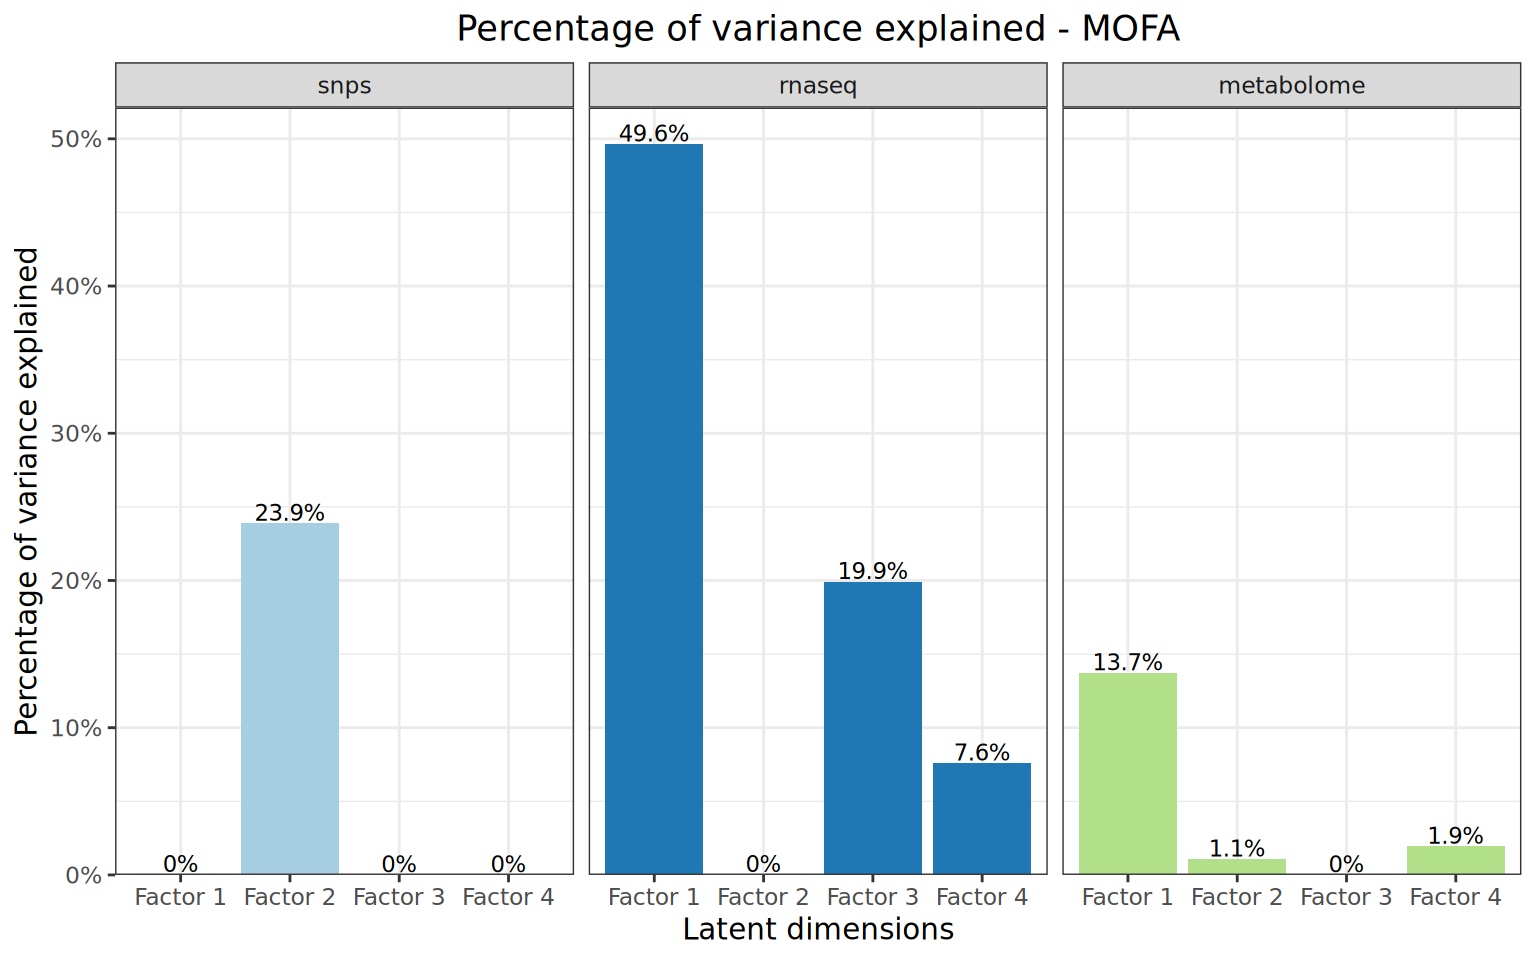 Percentage of variance explained - MOFA
snps
rnaseq
metabolome
Percentage of variance explained
50%
40%
30%
20%
10%
0%
0%
23.9%
0%
0%
49.6%
0%
19.9%
7.6%
13.7%
1.1%
0%
1.9%
Factor 1 Factor 2 Factor 3 Factor 4
Factor 1 Factor 2 Factor 3 Factor 4
Factor 1 Factor 2 Factor 3 Factor 4
Latent dimensions